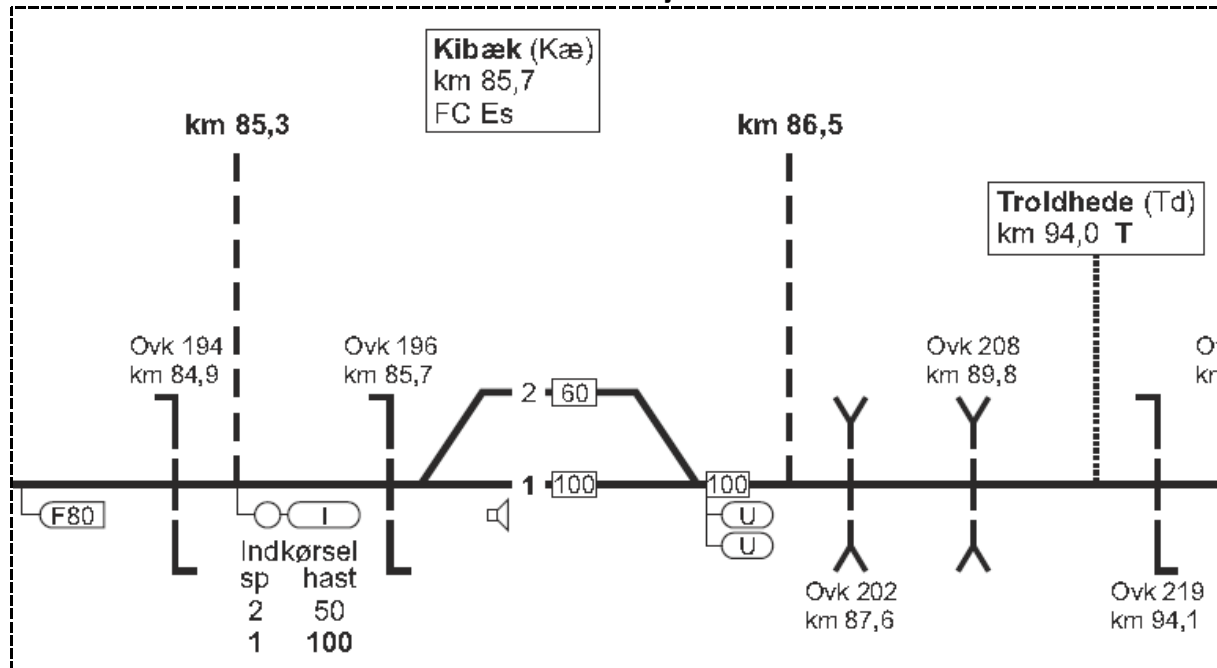 Kibæk (Kæ)
km 85,7
FC Es
km 85,3
km 86,5
Troldhede (Td)
km 94,0 T
Ovk 194
km 84,9
Ovk 196
km 85,7
Ovk 208
km 89,8
2 60
1 100
100
F80
I
U
U
Indkørsel
sp hast
2 50
1 100
Ovk 202
km 87,6
Ovk 219
km 94,1